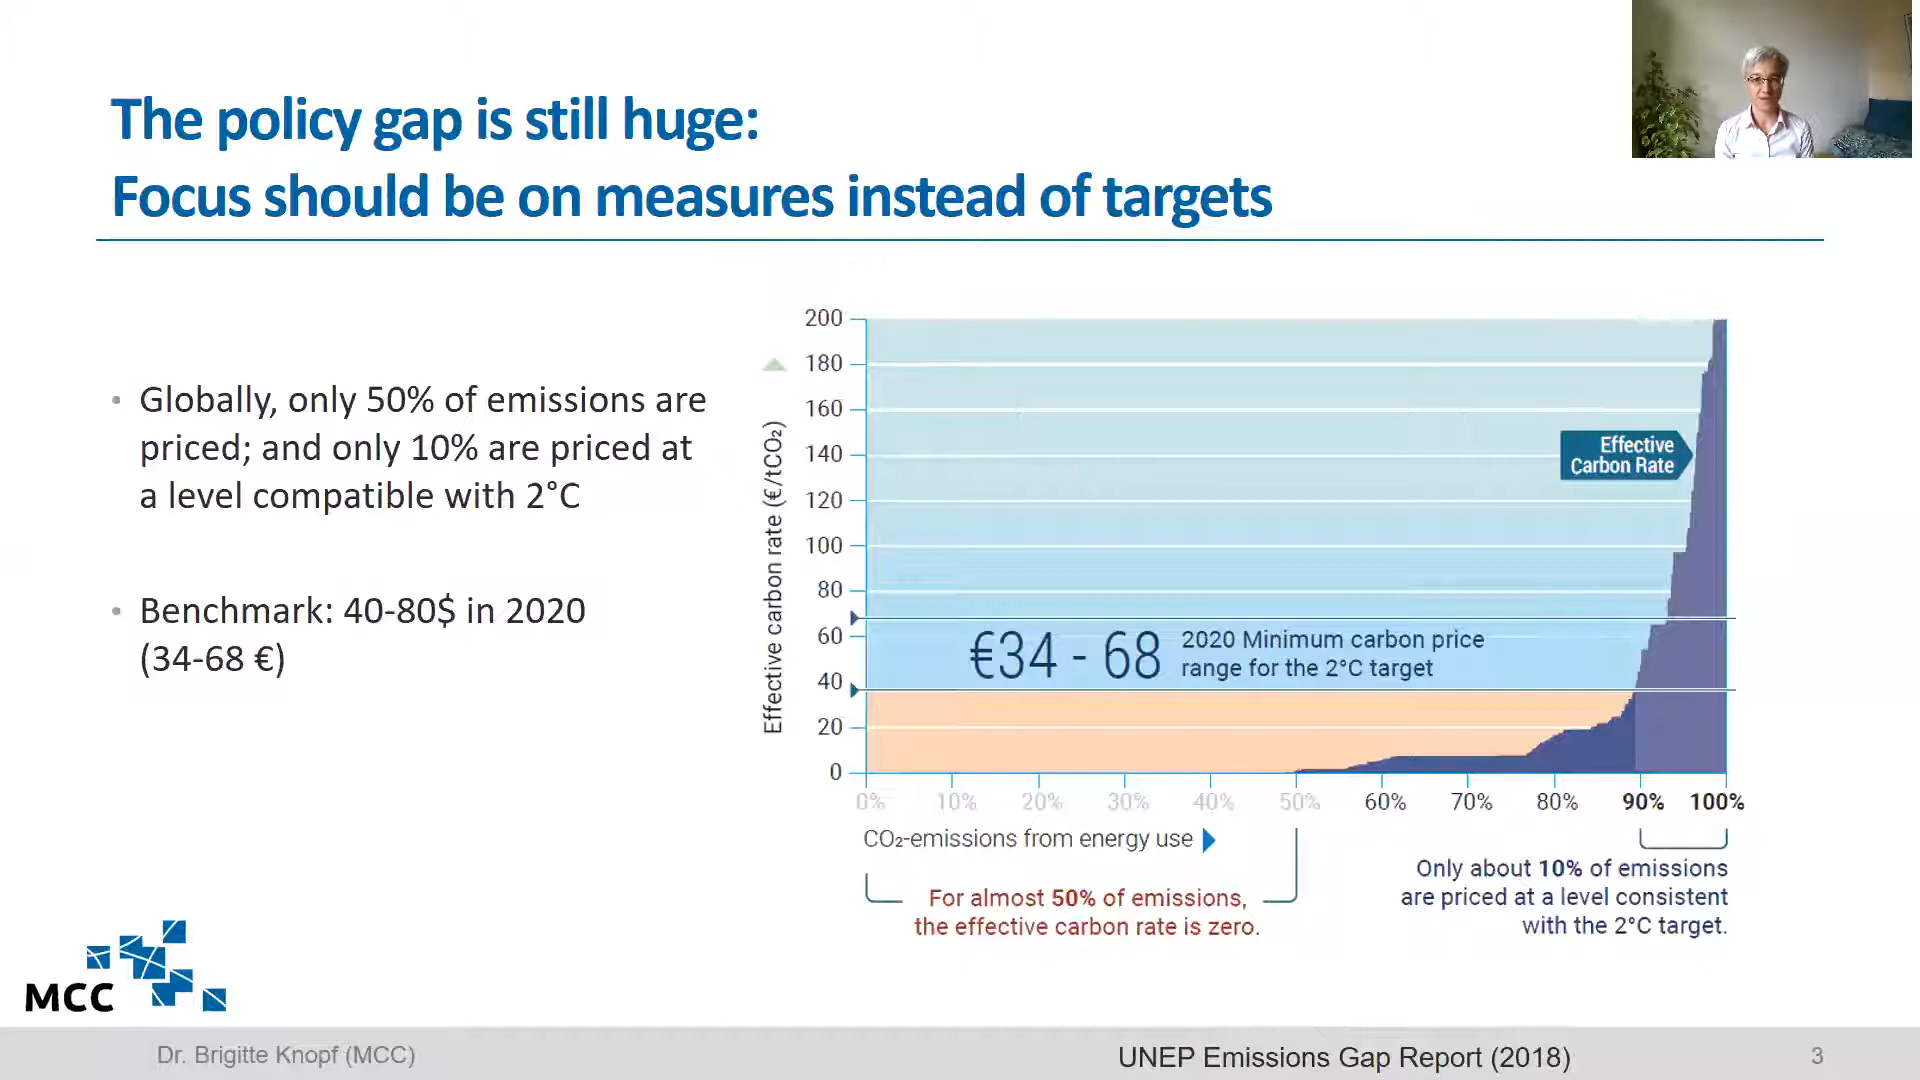 The policy gap is still huge:
Focus should be on measures instead of targets
• Globally, only 50% of emissions are
priced; and only 10% are priced at
a level compatible with 2°C
• Benchmark: 40-80$ in 2020
(34-68 €)
Effective carbon rate (€/tCO₂)
200
180
160
140
120
100
80
60
40
20
0
Effective
Carbon Rate
€34 - 68
2020 Minimum carbon price
range for the 2°C target
0% 10% 20% 30% 40% 50% 60% 70% 80% 90% 100%
CO₂-emissions from energy use
For almost 50% of emissions,
the effective carbon rate is zero.
Only about 10% of emissions
are priced at a level consistent
with the 2°C target.
MCC
Dr. Brigitte Knopf (MCC)
UNEP Emissions Gap Report (2018)
3